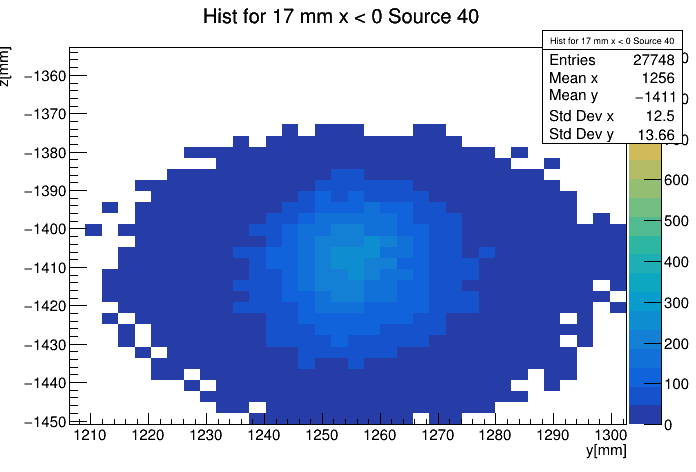 Hist for 17 mm x < 0 Source 40
z[mm]
Hist for 17 mm x < 0 Source 40
Entries 27748
Mean x 1256
Mean y −1411
Std Dev x 12.5
Std Dev y 13.66
−1360
−1370
−1380
−1390
−1400
−1410
−1420
−1430
−1440
−1450
600
500
400
300
200
100
0
1210 1220 1230 1240 1250 1260 1270 1280 1290 1300
y[mm]